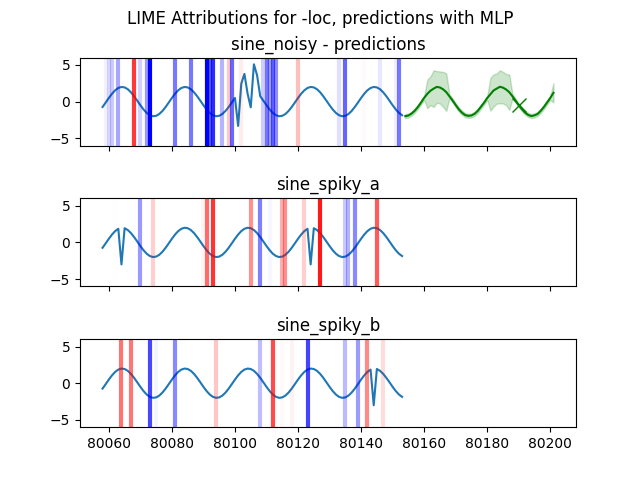 LIME Attributions for -loc, predictions with MLP
sine_noisy - predictions
5
0
−5
sine_spiky_a
5
0
−5
sine_spiky_b
5
0
−5
80060 80080 80100 80120 80140 80160 80180 80200